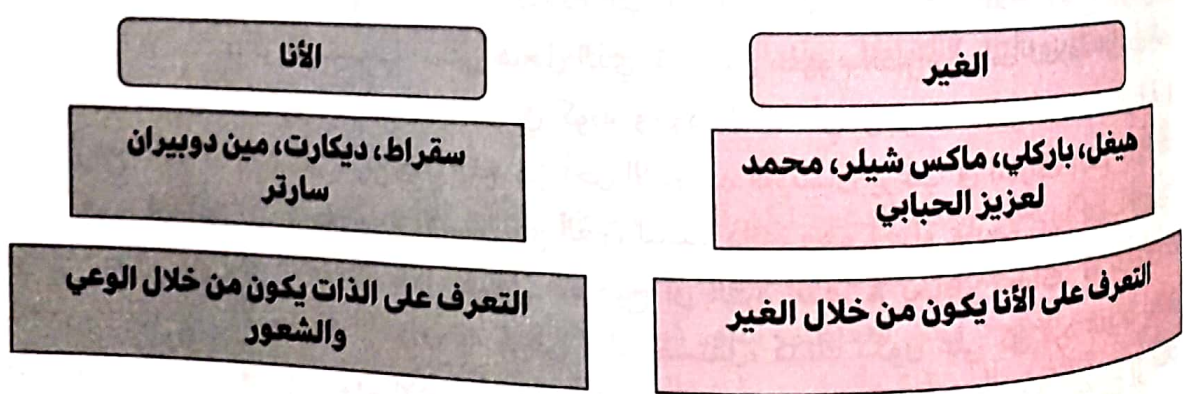 الغير
هيغل، باركلي، ماكس شيلر، محمد
لعزيز الحبابي
التعرف على الأنا يكون من خلال الغير
الأنا
سقراط، ديكارت، مين دوبيران
سارتر
التعرف على الذات يكون من خلال الوعي
والشعور